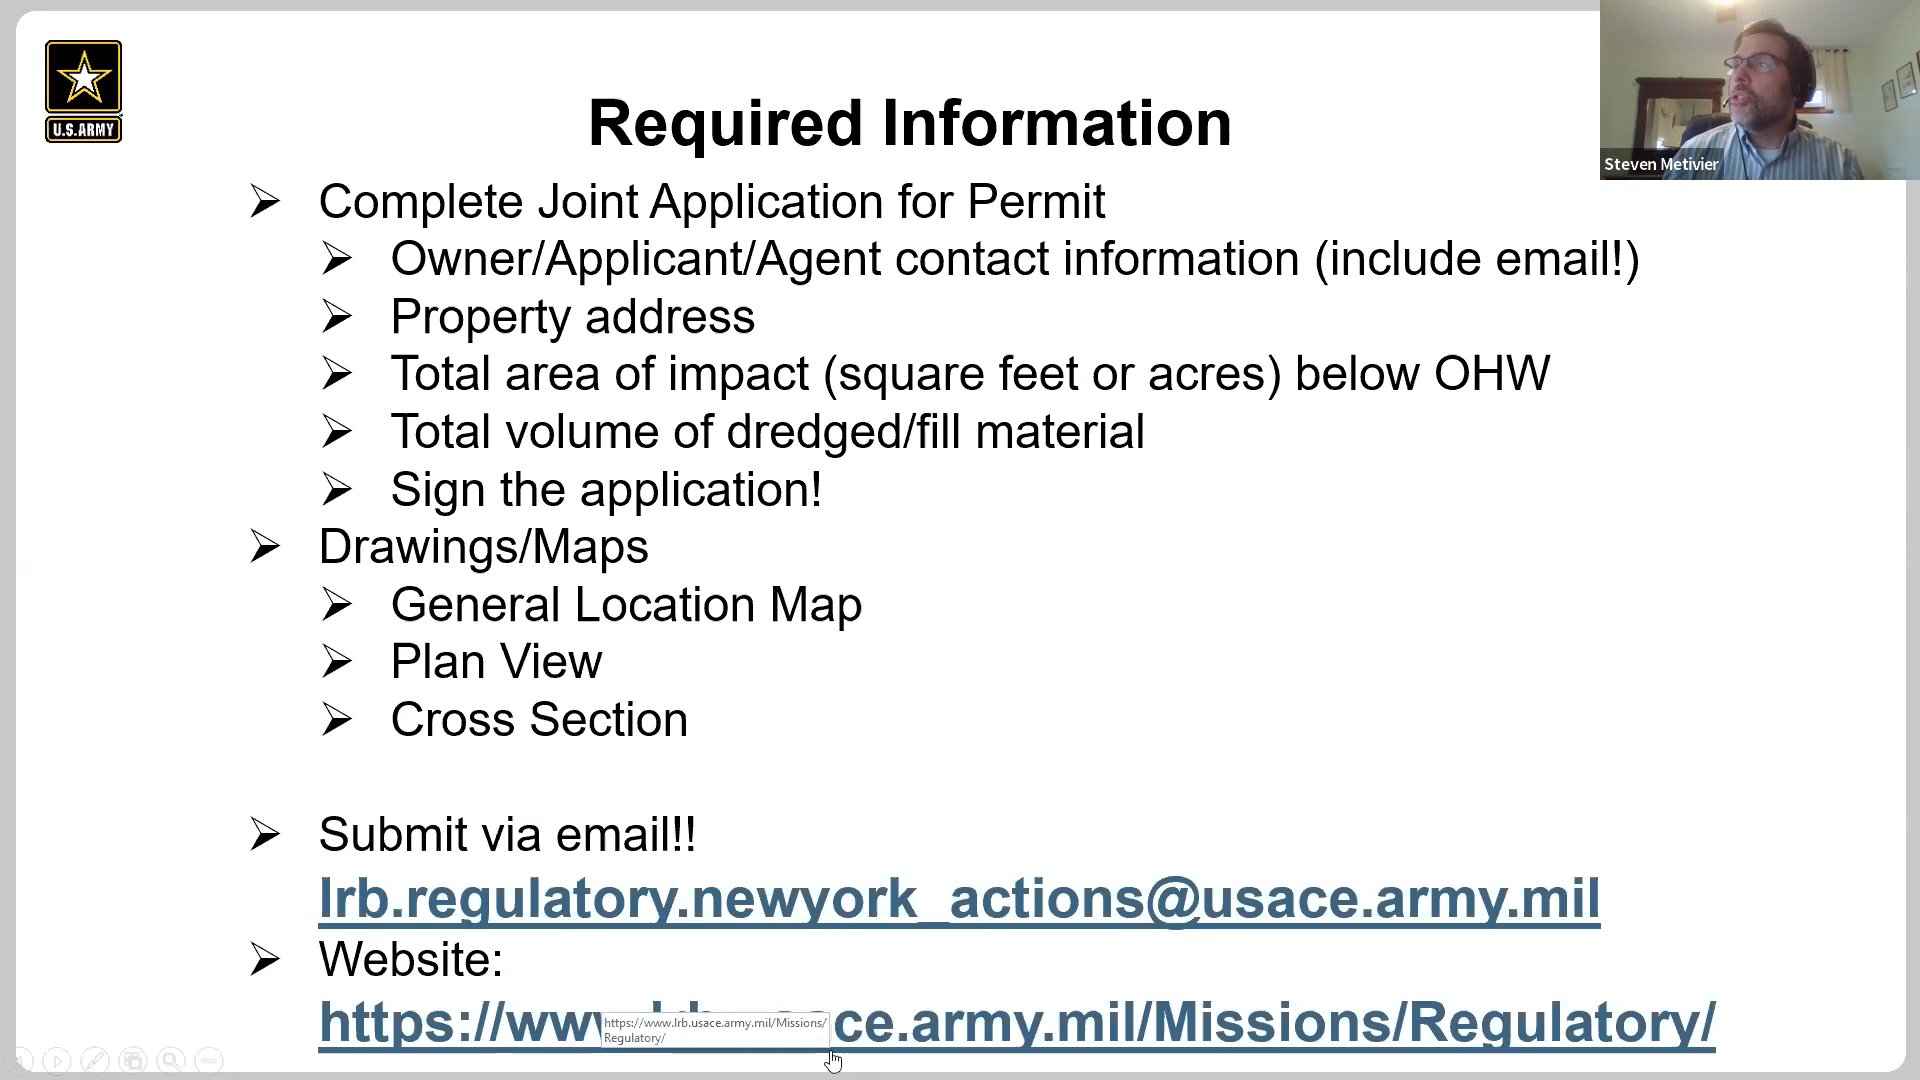 U.S.ARMY
Required Information
Steven Metivier
Complete Joint Application for Permit
Owner/Applicant/Agent contact information (include email!)
Property address
Total area of impact (square feet or acres) below OHW
Total volume of dredged/fill material
Sign the application!
Drawings/Maps
General Location Map
Plan View
Cross Section
Submit via email!!
lrb.regulatory.newyork_actions@usace.army.mil
Website:
https://www.lrb.usace.army.mil/Missions/Regulatory/
https://www.lrb.usace.army.mil/Missions/
Regulatory/